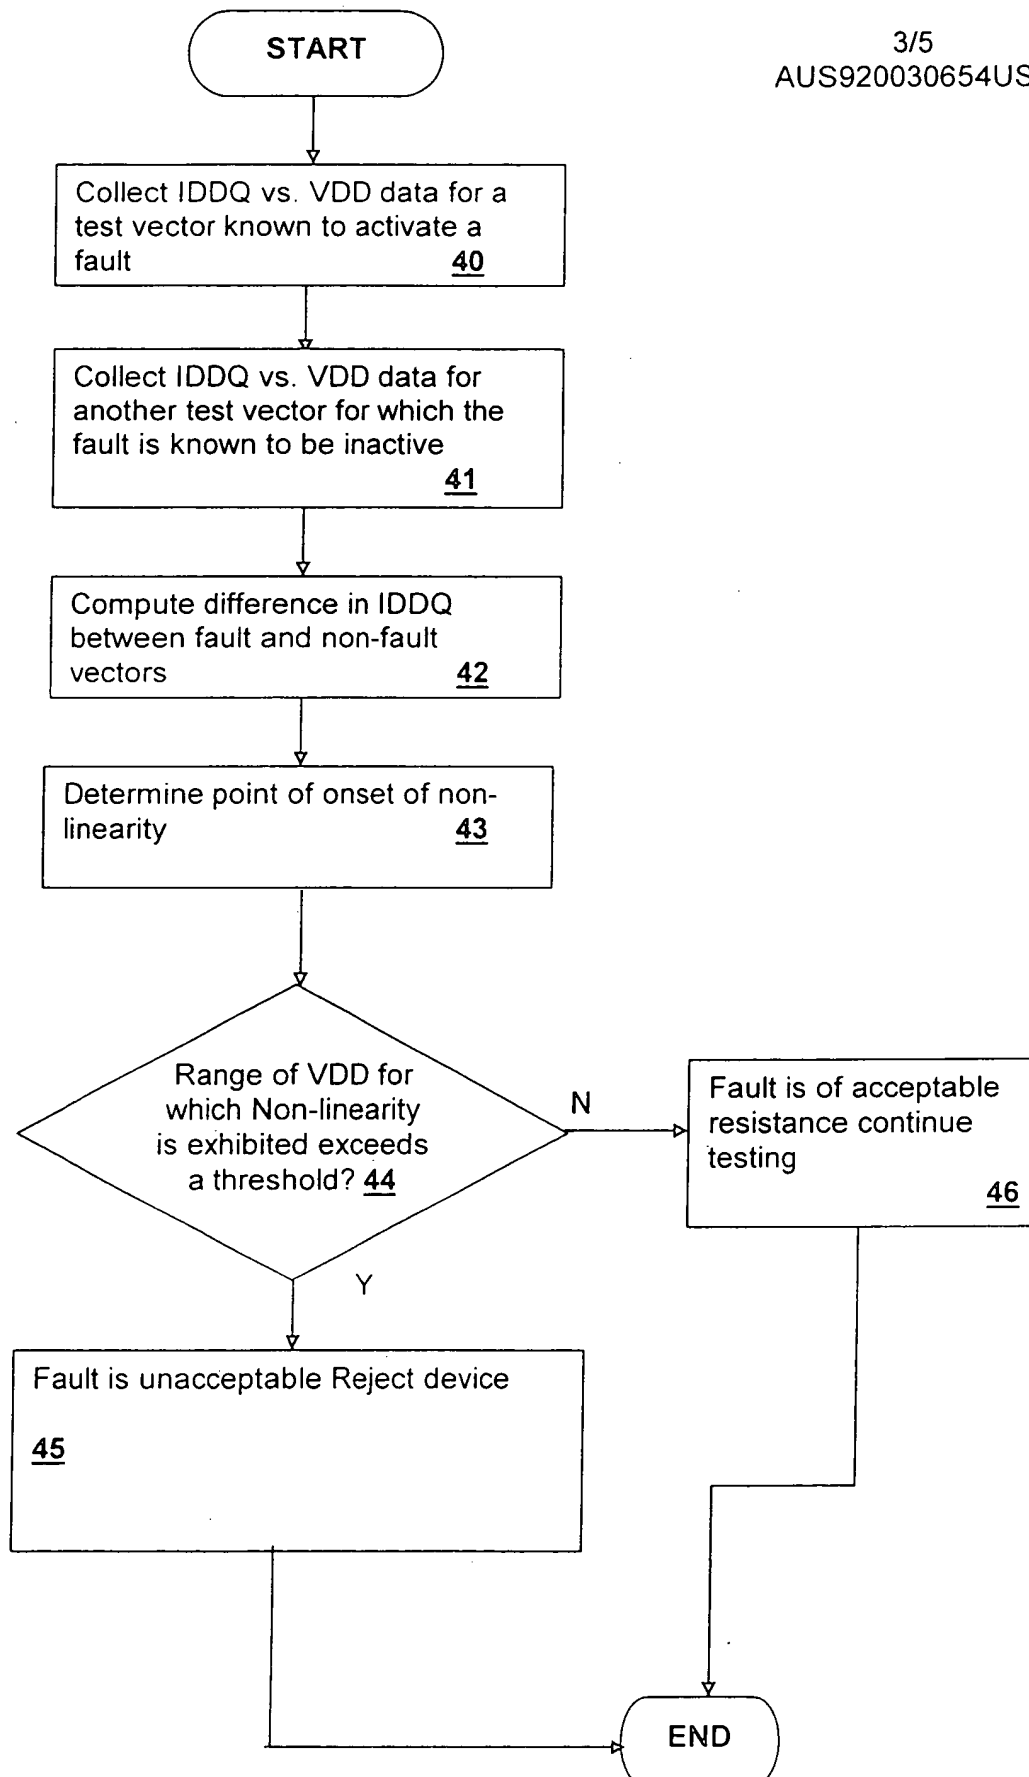 START
3/5
AUS920030654US
Collect IDDQ vs. VDD data for a
test vector known to activate a
fault 40
Collect IDDQ vs. VDD data for
another test vector for which the
fault is known to be inactive
41
Compute difference in IDDQ
between fault and non-fault
vectors 42
Determine point of onset of non-
linearity 43
Range of VDD for
which Non-linearity
is exhibited exceeds
a threshold? 44
N
Fault is of acceptable
resistance continue
testing
46
Y
Fault is unacceptable Reject device
45
END